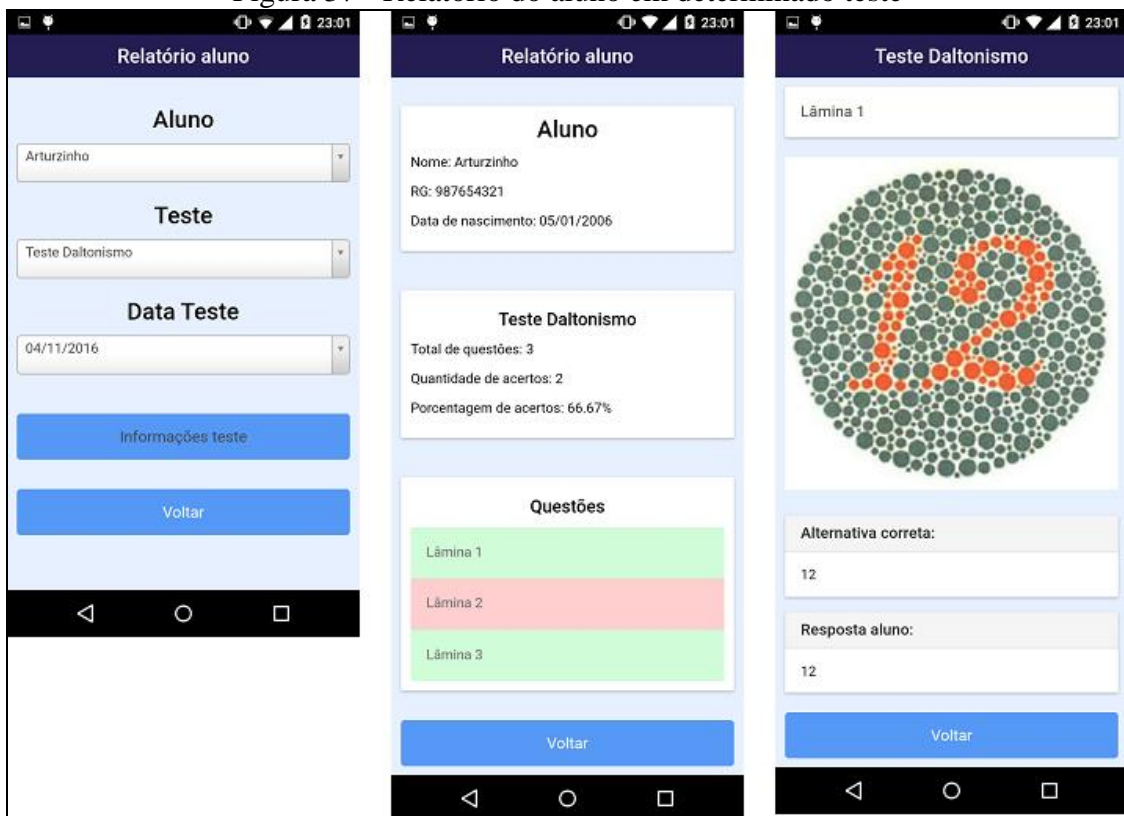 Relatório do aluno em determinado teste
23:01
Relatório aluno
Aluno
Arturzinho
Teste
Teste Daltonismo
Data Teste
04/11/2016
Informações teste
Voltar
23:01
Relatório aluno
Aluno
Nome: Arturzinho
RG: 987654321
Data de nascimento: 05/01/2006
Teste Daltonismo
Total de questões: 3
Quantidade de acertos: 2
Porcentagem de acertos: 66.67%
Questões
Lâmina 1
Lâmina 2
Lâmina 3
Voltar
23:01
Teste Daltonismo
Lâmina 1
12
Alternativa correta:
12
Resposta aluno:
12
Voltar